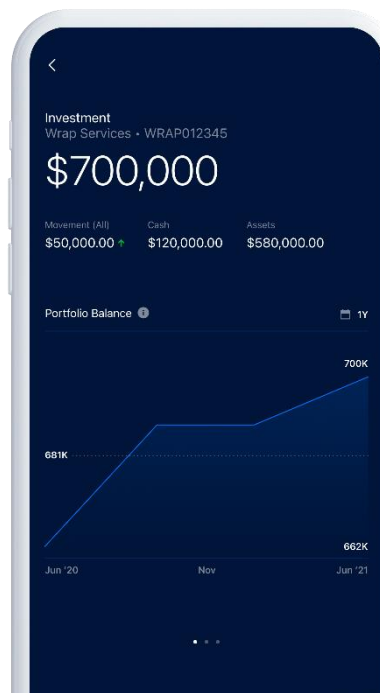 Investment
Wrap Services • WRAP012345
$700,000
Movement (All) Cash Assets
$50,000.00 ↑ $120,000.00 $580,000.00
Portfolio Balance i 1Y
700K
681K
662K
Jun '20 Nov Jun '21